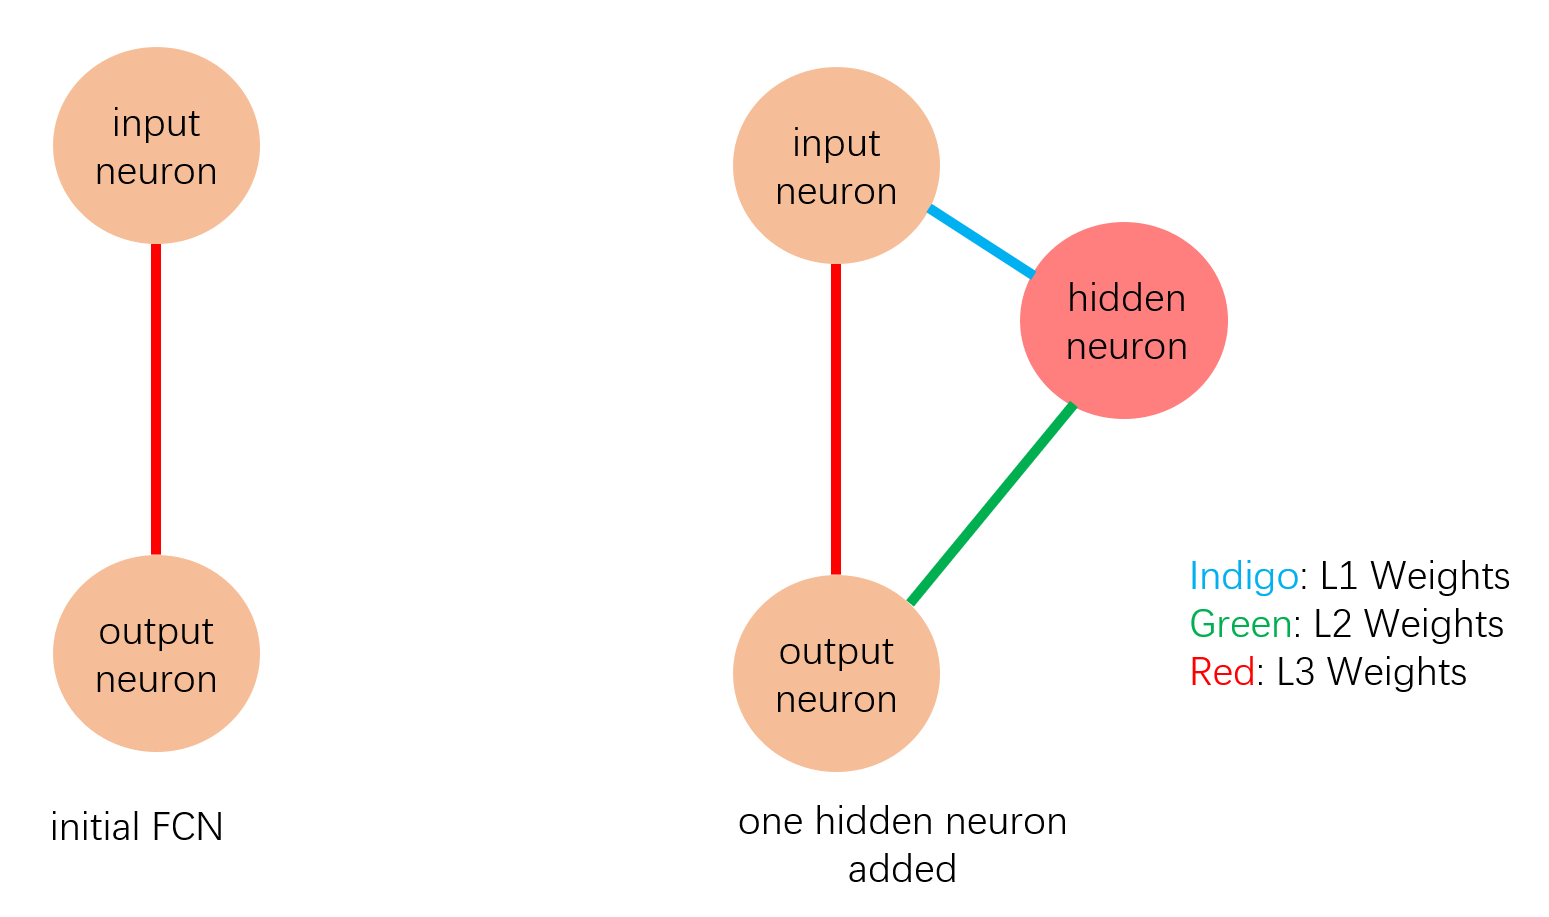 input
neuron
output
neuron
initial FCN
input
neuron
hidden
neuron
output
neuron
one hidden neuron
added
Indigo: L1 Weights
Green: L2 Weights
Red: L3 Weights